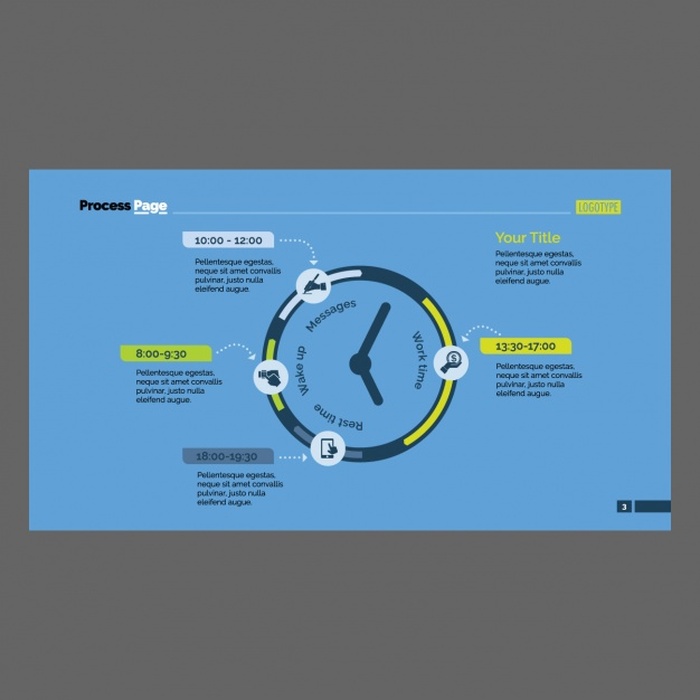 Process Page
LOGOTYPE
10:00 - 12:00
Pellentesque egestas,
neque sit amet convallis
pulvinar, justo nulla
eleifend augue.
Your Title
Pellentesque egestas,
neque sit amet convallis
pulvinar, justo nulla
eleifend augue.
Messages
Work time
Wake up
Rest time
8:00-9:30
Pellentesque egestas,
neque sit amet convallis
pulvinar, justo nulla
eleifend augue.
13:30-17:00
Pellentesque egestas,
neque sit amet convallis
pulvinar, justo nulla
eleifend augue.
18:00-19:30
Pellentesque egestas,
neque sit amet convallis
pulvinar, justo nulla
eleifend augue.
$
3